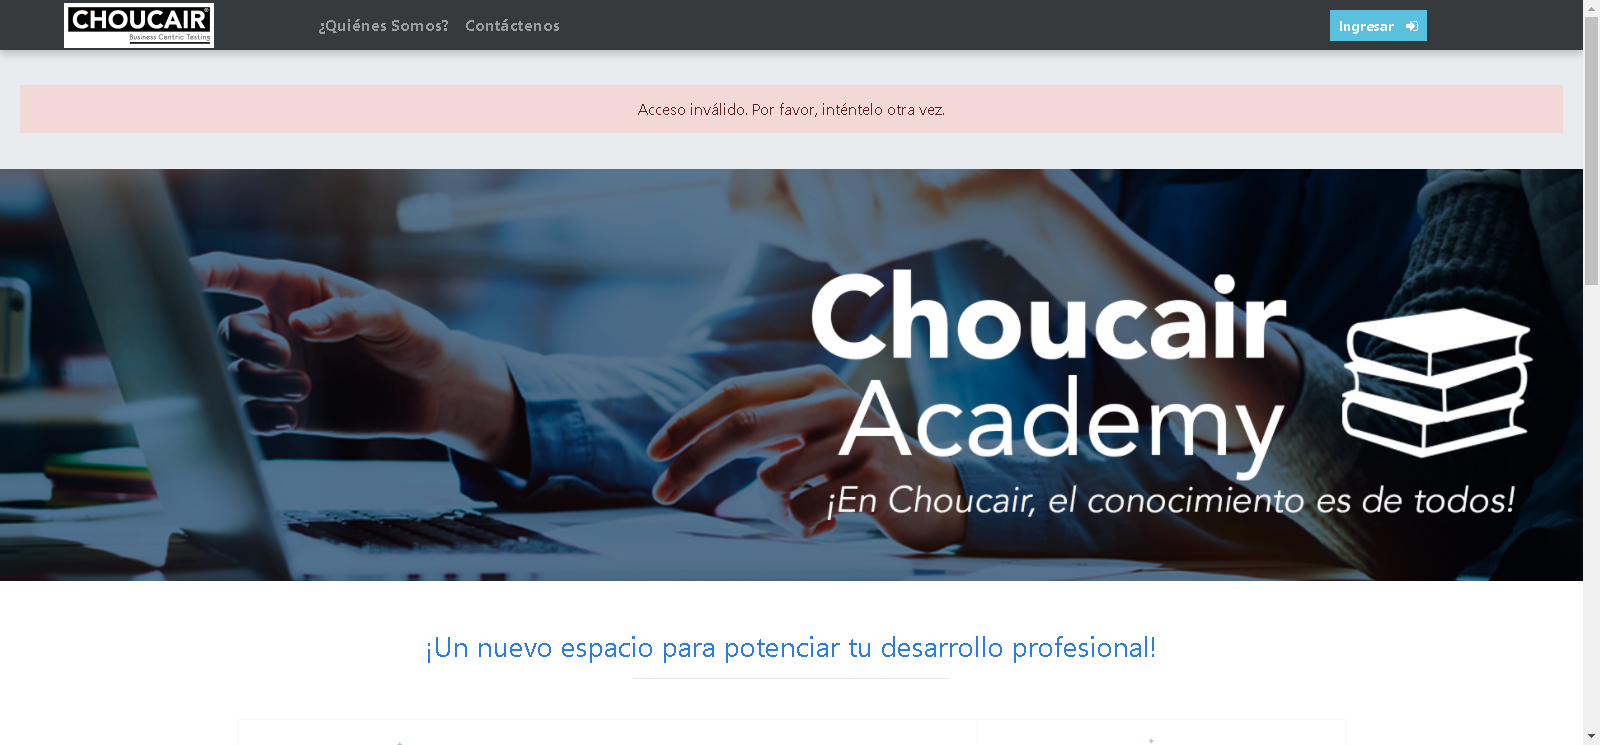 CHOUCAIR®
Business Centric Testing
¿Quiénes Somos?
Contáctenos
Ingresar
Acceso inválido. Por favor, inténtelo otra vez.
Choucair
Academy
¡En Choucair, el conocimiento es de todos!
¡Un nuevo espacio para potenciar tu desarrollo profesional!